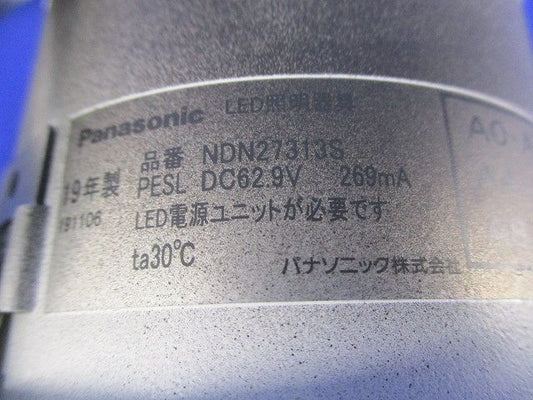 Panasonic LED照明器具
19年製 品番 NDN27313S
191106 PESL DC62.9V 269mA
LED電源ユニットが必要です
ta30℃ パナソニック株式会社